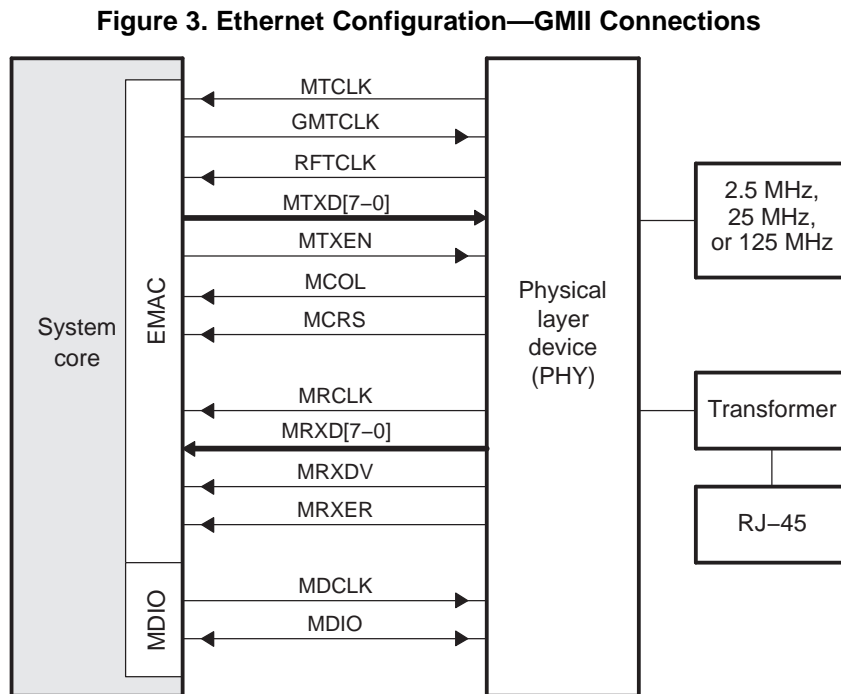 Figure 3. Ethernet Configuration—GMII Connections
System
core
EMAC
MDIO
MTCLK
GMTCLK
RFTCLK
MTXD[7−0]
MTXEN
MCOL
MCRS
MRCLK
MRXD[7−0]
MRXDV
MRXER
MDCLK
MDIO
Physical
layer
device
(PHY)
2.5 MHz,
25 MHz,
or 125 MHz
Transformer
RJ−45